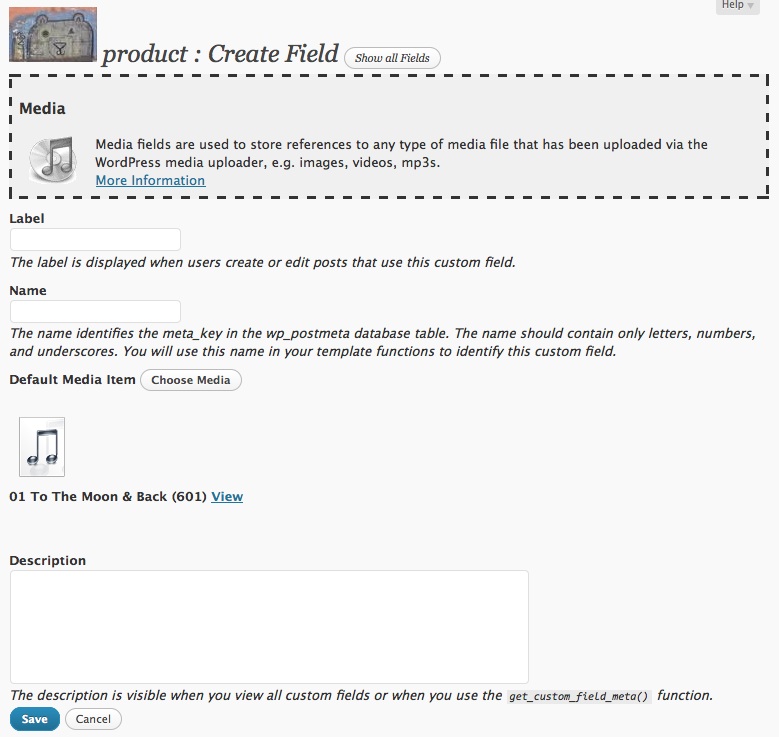 Help
product : Create Field Show all Fields
Media
Media fields are used to store references to any type of media file that has been uploaded via the
WordPress media uploader, e.g. images, videos, mp3s.
More Information
Label
The label is displayed when users create or edit posts that use this custom field.
Name
The name identifies the meta_key in the wp_postmeta database table. The name should contain only letters, numbers,
and underscores. You will use this name in your template functions to identify this custom field.
Default Media Item Choose Media
01 To The Moon & Back (601) View
Description
The description is visible when you view all custom fields or when you use the get_custom_field_meta() function.
Save Cancel